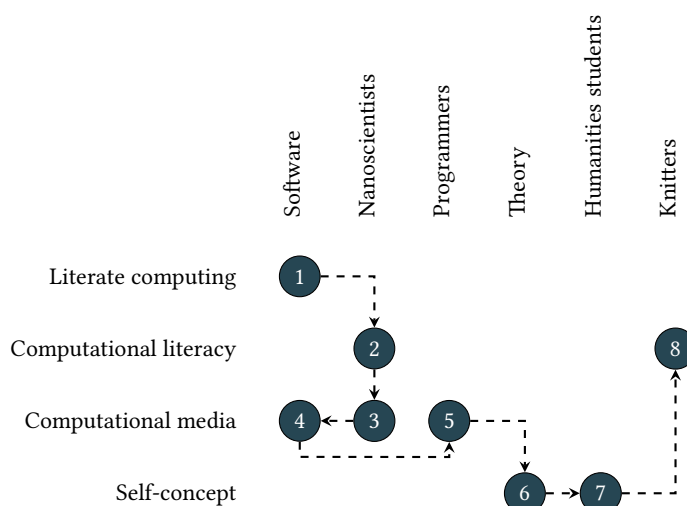 Software
Nanoscientists
Programmers
Theory
Humanities students
Knitters
Literate computing
1
Computational literacy
2
8
Computational media
4
3
5
Self-concept
6
7